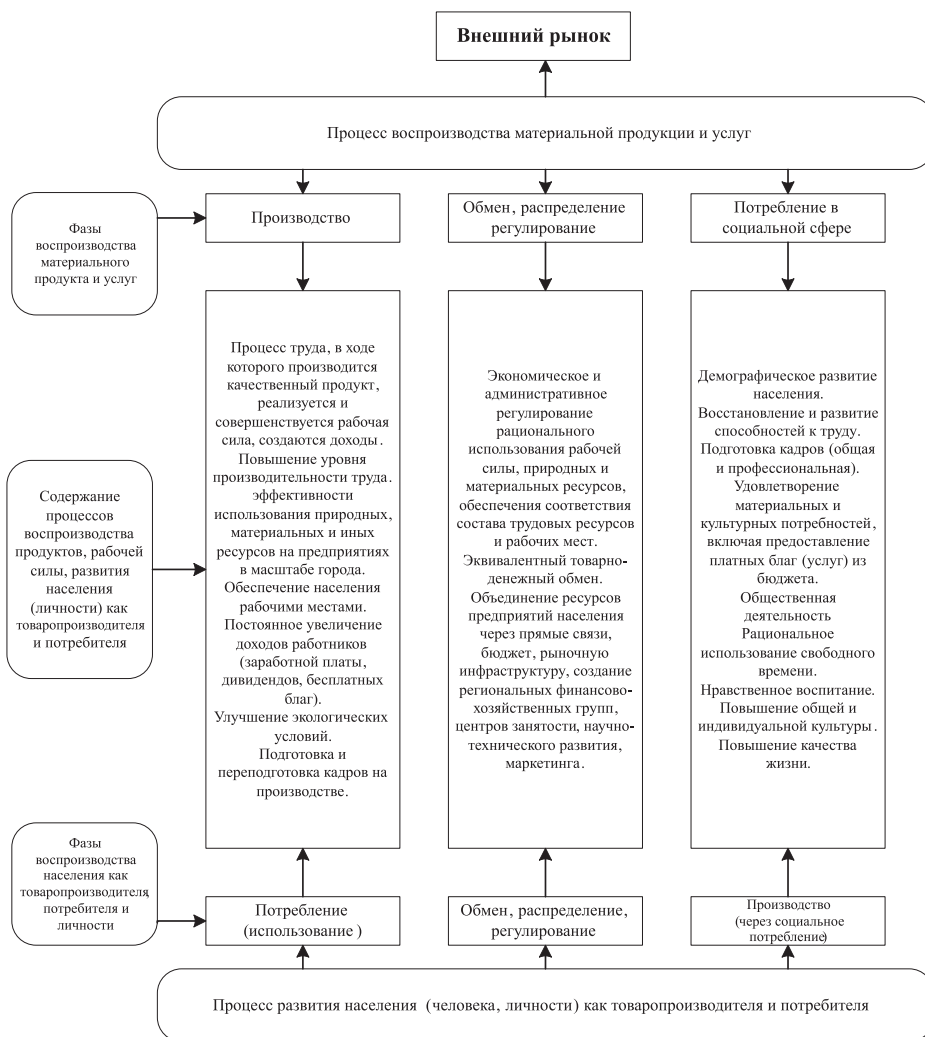 Внешний рынок
Процесс воспроизводства материальной продукции и услуг
Фазы
воспроизводства
материального
продукта и услуг
Производство
Обмен, распределение
регулирование
Потребление в
социальной сфере
Содержание
процессов
воспроизводства
продуктов, рабочей
силы, развития
населения
(личности) как
товаропроизводителя
и потребителя
Процесс труда, в ходе
которого производится
качественный продукт,
реализуется и
совершенствуется рабочая
сила, создаются доходы.
Повышение уровня
производительности труда.
эффективности
использования природных,
материальных и иных
ресурсов на предприятиях
в масштабе города.
Обеспечение населения
рабочими местами.
Постоянное увеличение
доходов работников
(заработной платы,
дивидендов, бесплатных
благ).
Улучшение экологических
условий.
Подготовка и
переподготовка кадров на
производстве.
Экономическое и
административное
регулирование
рационального
использования рабочей
силы, природных и
материальных ресурсов,
обеспечения соответствия
состава трудовых ресурсов
и рабочих мест.
Эквивалентный товарно-
денежный обмен.
Объединение ресурсов
предприятий населения
через прямые связи,
бюджет, рыночную
инфраструктуру, создание
региональных финансово-
хозяйственных групп,
центров занятости, научно-
технического развития,
маркетинга.
Демографическое развитие
населения.
Восстановление и развитие
способностей к труду.
Подготовка кадров (общая
и профессиональная).
Удовлетворение
материальных и
культурных потребностей,
включая предоставление
платных благ (услуг) из
бюджета.
Общественная
деятельность
Рациональное
использование свободного
времени.
Нравственное воспитание.
Повышение общей и
индивидуальной культуры.
Повышение качества
жизни.
Фазы
воспроизводства
населения как
товаропроизводителя,
потребителя и
личности
Потребление
(использование)
Обмен, распределение,
регулирование
Производство
(через социальное
потребление)
Процесс развития населения (человека, личности) как товаропроизводителя и потребителя